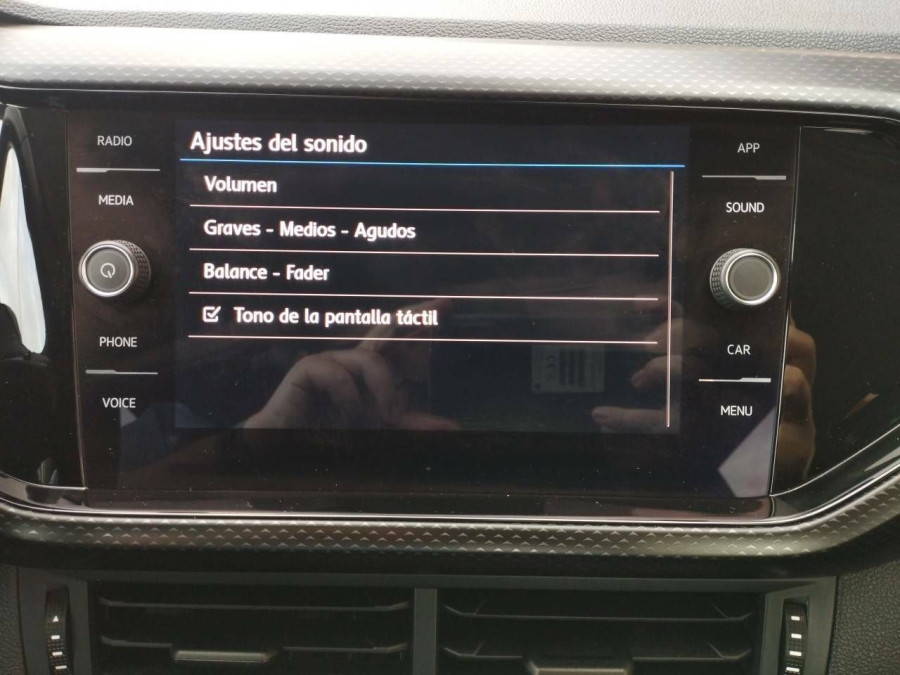 RADIO
MEDIA
PHONE
VOICE
Ajustes del sonido
Volumen
Graves - Medios - Agudos
Balance - Fader
Tono de la pantalla táctil
APP
SOUND
CAR
MENU